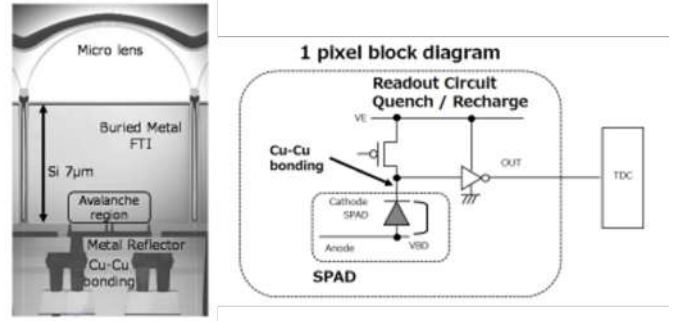 Micro lens
Buried Metal
FTI
Si 7μm
Avalanche
region
Metal Reflector
Cu-Cu
bonding
1 pixel block diagram
Readout Circuit
Quench / Recharge
VE
Cu-Cu
bonding
OUT
TDC
Cathode
SPAD
Anode
VBD
SPAD